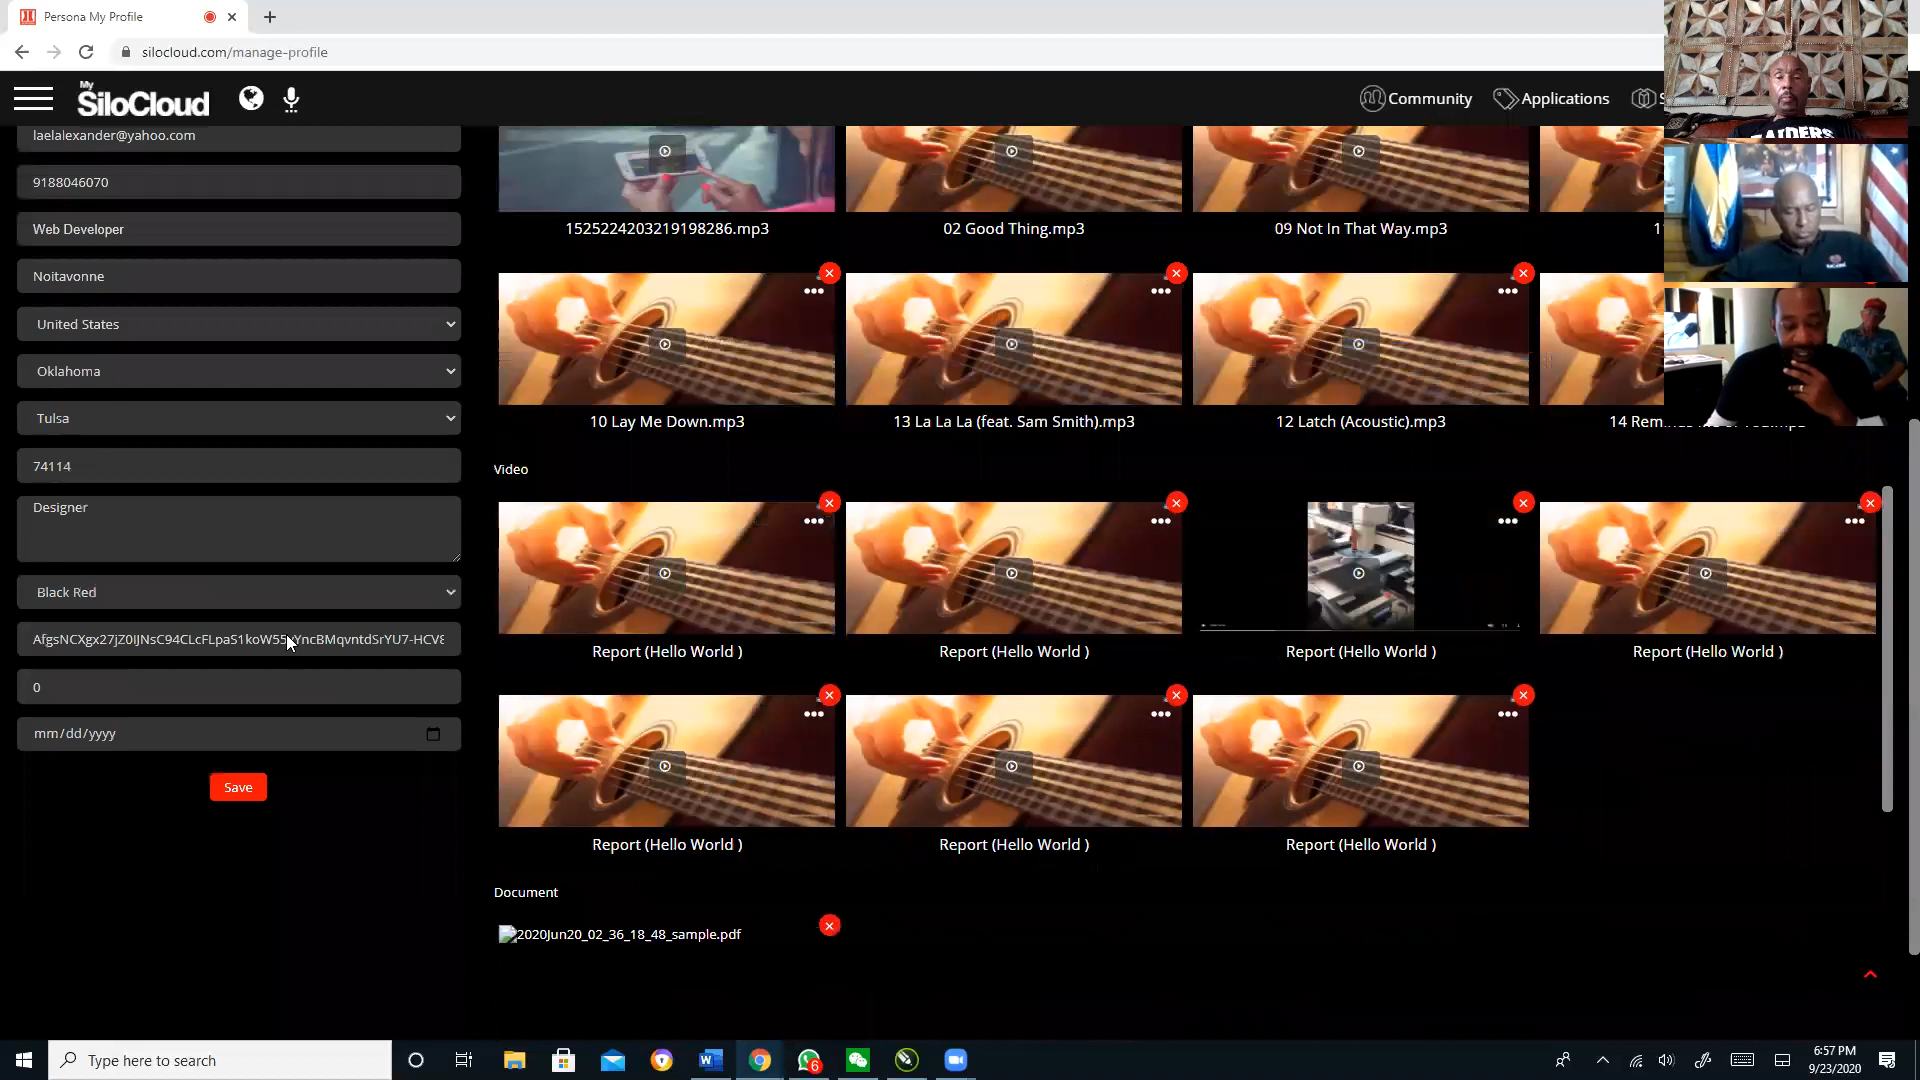 Persona My Profile
silocloud.com/manage-profile
My
SiloCloud
Community
Applications
laelalexander@yahoo.com
9188046070
Web Developer
Noitavonne
United States
Oklahoma
Tulsa
74114
Designer
Black Red
0
mm/dd/yyyy
Save
1525224203219198286.mp3
02 Good Thing.mp3
09 Not In That Way.mp3
10 Lay Me Down.mp3
13 La La La (feat. Sam Smith).mp3
12 Latch (Acoustic).mp3
14
Video
Report (Hello World )
Report (Hello World )
Report (Hello World )
Report (Hello World )
Report (Hello World )
Report (Hello World )
Report (Hello World )
Document
2020Jun20_02_36_18_48_sample.pdf
Type here to search
6
6:57 PM
9/23/2020